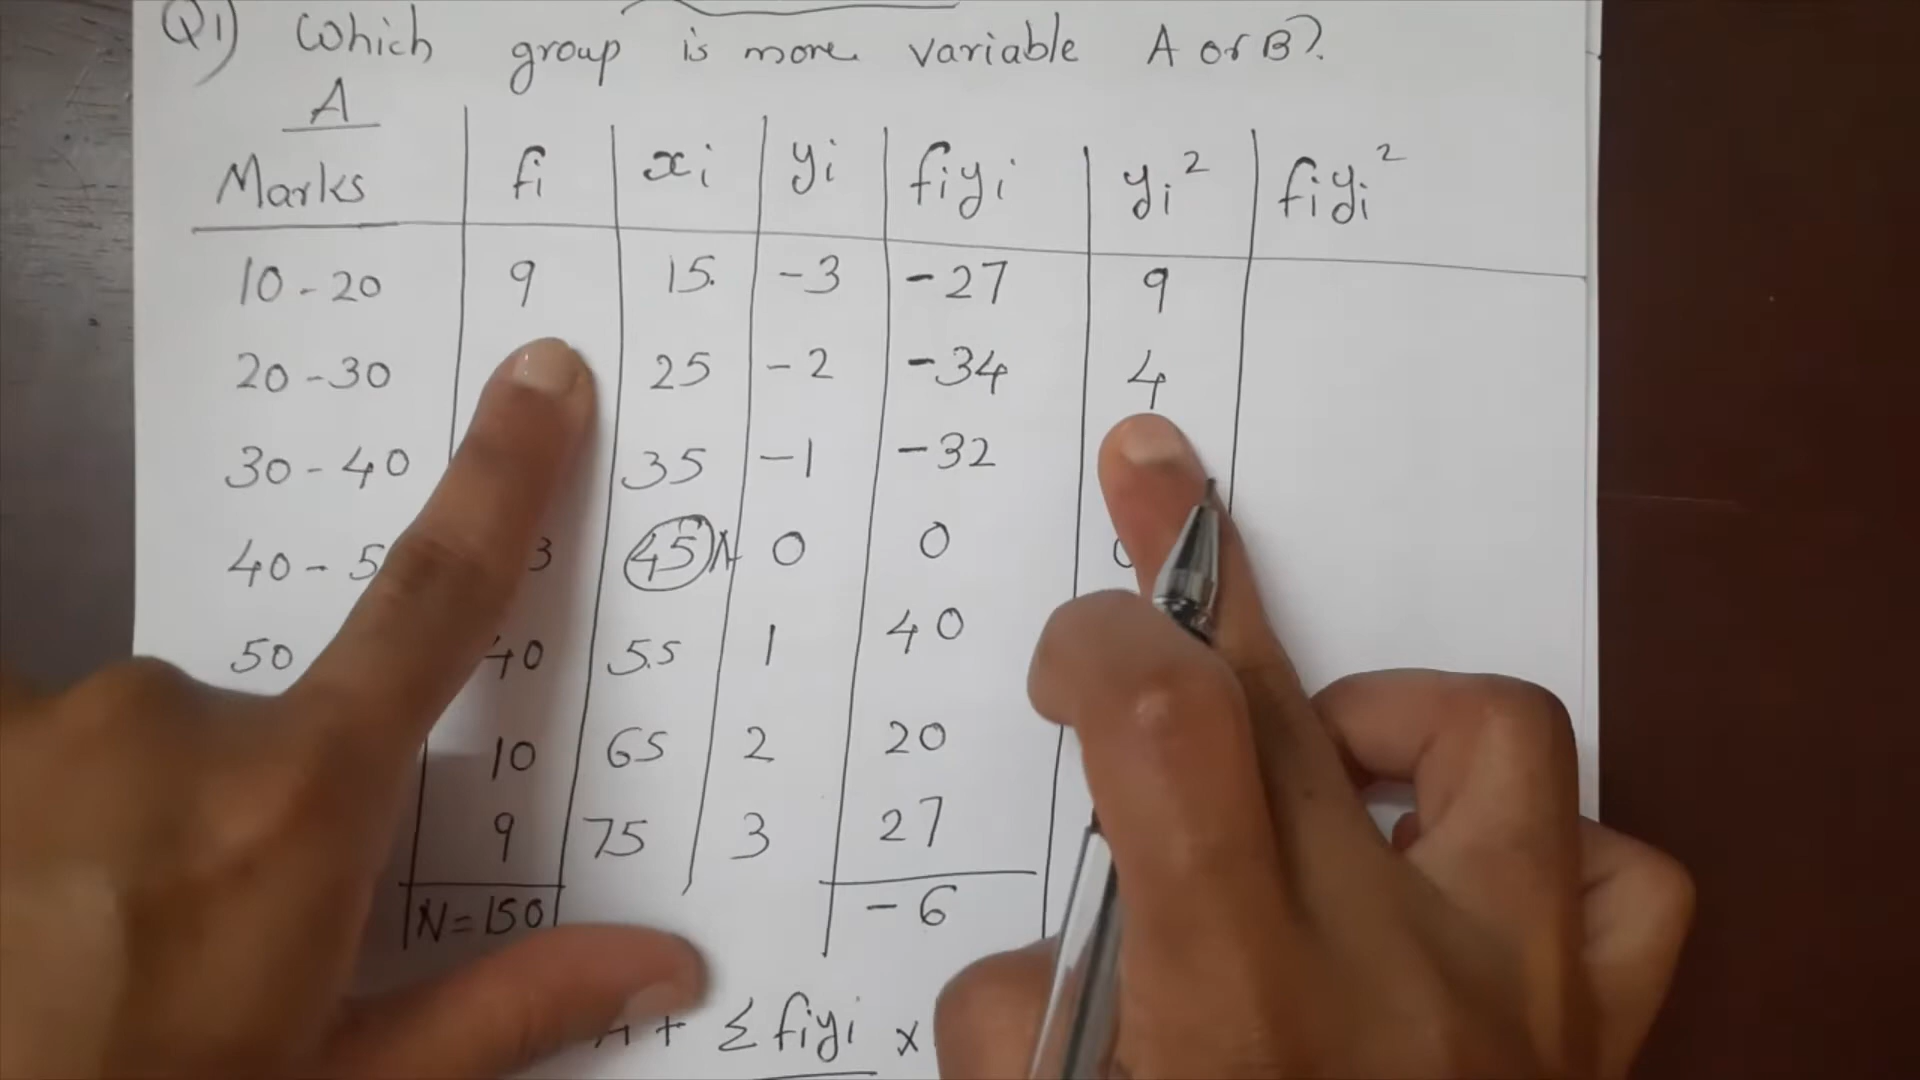 Q1) Which group is more variable A or B?
A
Marks fi xi yi fiyi yi² fiyi²
10-20 9 15. -3 -27 9
20-30 25 -2 -34 4
30-40 35 -1 -32
40-5 3 45 A 0 0 0
50 40 55 1 40
10 65 2 20
9 75 3 27
N=150 -6
A + Σ fiyi ×